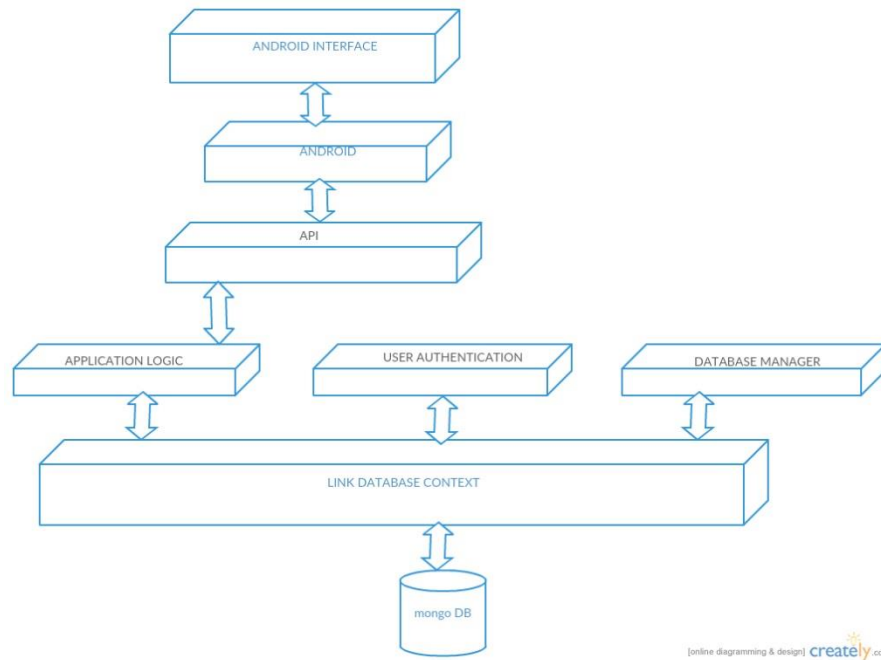 ANDROID INTERFACE
ANDROID
API
APPLICATION LOGIC
USER AUTHENTICATION
DATABASE MANAGER
LINK DATABASE CONTEXT
mongo DB
[online diagramming & design] creately.co